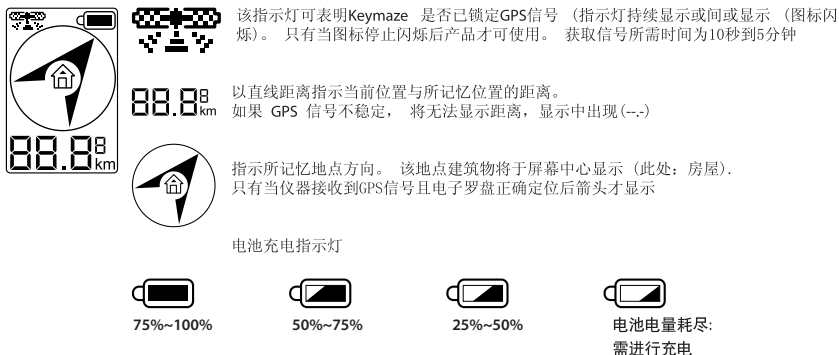 该指示灯可表明Keymaze 是否已锁定GPS信号 (指示灯持续显示或间或显示 (图标闪
烁)。 只有当图标停止闪烁后产品才可使用。 获取信号所需时间为10秒到5分钟
88.88 km
以直线距离指示当前位置与所记忆位置的距离。
如果 GPS 信号不稳定， 将无法显示距离，显示中出现(--.-)
88.88 km
指示所记忆地点方向。 该地点建筑物将于屏幕中心显示 (此处: 房屋).
只有当仪器接收到GPS信号且电子罗盘正确定位后箭头才显示
电池充电指示灯
75%~100%
50%~75%
25%~50%
电池电量耗尽:
需进行充电